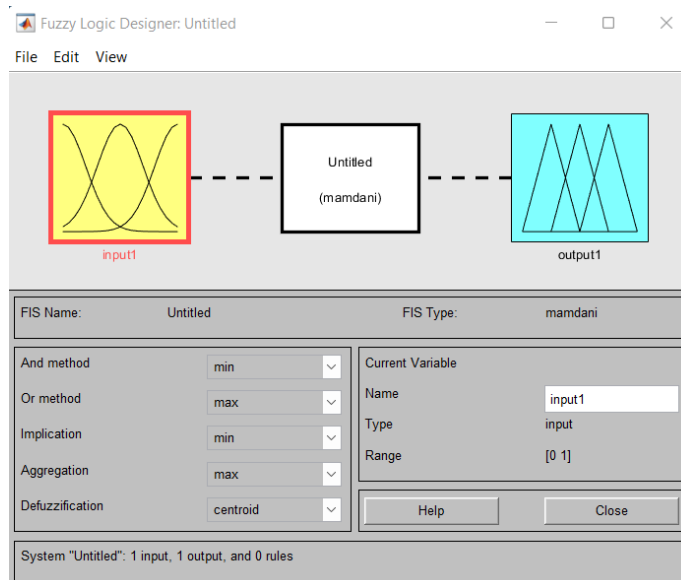 Fuzzy Logic Designer: Untitled
File Edit View
Untitled
(mamdani)
input1
output1
FIS Name: Untitled FIS Type: mamdani
And method min
Or method max
Implication min
Aggregation max
Defuzzification centroid
Current Variable
Name input1
Type input
Range [0 1]
Help Close
System "Untitled": 1 input, 1 output, and 0 rules